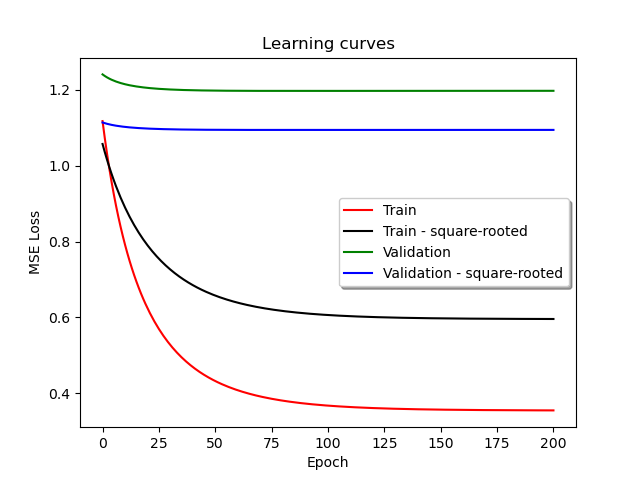 Learning curves
MSE Loss
1.2
1.0
0.8
0.6
0.4
Train
Train - square-rooted
Validation
Validation - square-rooted
0 25 50 75 100 125 150 175 200
Epoch